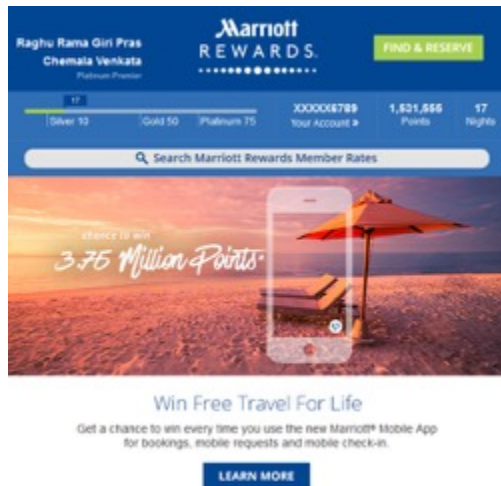 Raghu Rama Giri Pras
Chemala Venkata
Platinum Premier
Marriott
REWARDS.
FIND & RESERVE
17
Silver 10
Gold 50
Platinum 75
XXXXX6789
Your Account »
1,531,555
Points
17
Nights
Search Marriott Rewards Member Rates
chance to win
3.75 Million Points*
Win Free Travel For Life
Get a chance to win every time you use the new Marriott® Mobile App
for bookings, mobile requests and mobile check-in.
LEARN MORE